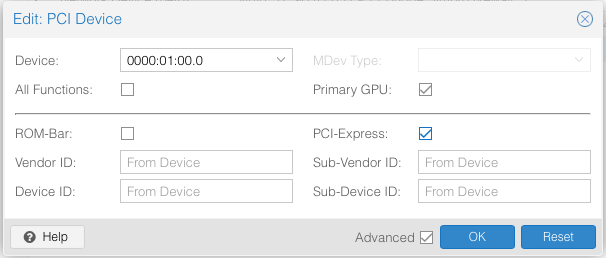 Edit: PCI Device
Device: 0000:01:00.0 MDev Type:
All Functions: Primary GPU:
ROM-Bar: PCI-Express:
Vendor ID: From Device Sub-Vendor ID: From Device
Device ID: From Device Sub-Device ID: From Device
Help Advanced OK Reset